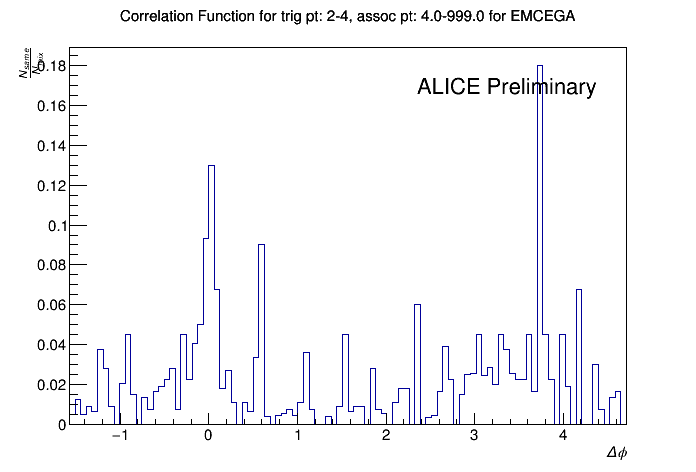 Correlation Function for trig pt: 2-4, assoc pt: 4.0-999.0 for EMCEGA
N_same
N_mix
ALICE Preliminary
0.18
0.16
0.14
0.12
0.1
0.08
0.06
0.04
0.02
0
−1 0 1 2 3 4
Δϕ